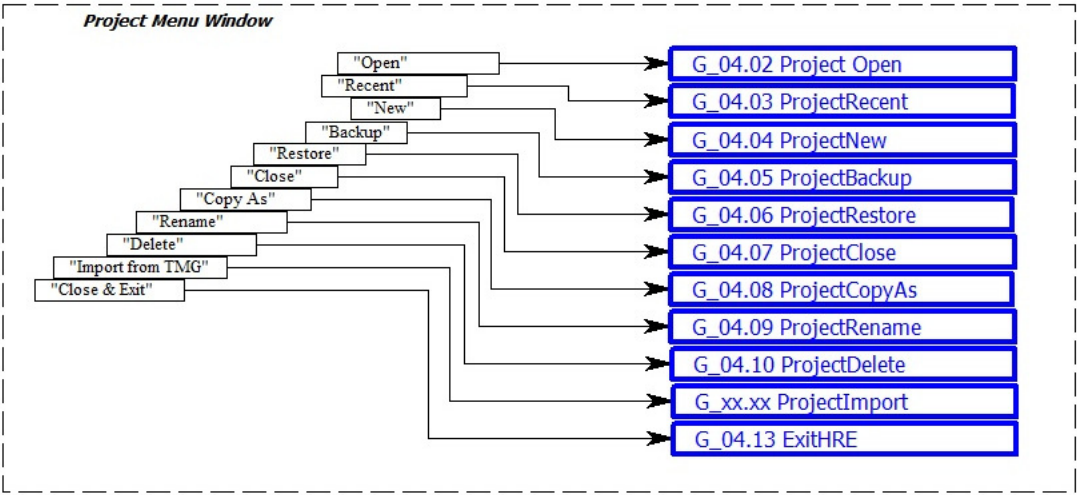 Project Menu Window
"Open"
G_04.02 Project Open
"Recent"
G_04.03 ProjectRecent
"New"
G_04.04 ProjectNew
"Backup"
G_04.05 ProjectBackup
"Restore"
G_04.06 ProjectRestore
"Close"
G_04.07 ProjectClose
"Copy As"
G_04.08 ProjectCopyAs
"Rename"
G_04.09 ProjectRename
"Delete"
G_04.10 ProjectDelete
"Import from TMG"
G_xx.xx ProjectImport
"Close & Exit"
G_04.13 ExitHRE